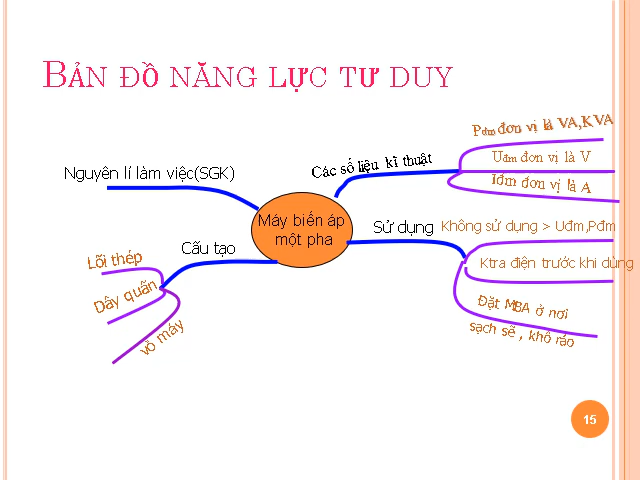 BẢN ĐỒ NĂNG LỰC TƯ DUY
Pđm đơn vị là VA,KVA
Các số liệu kĩ thuật
Uđm đơn vị là V
Iđm đơn vị là A
Nguyên lí làm việc(SGK)
Máy biến áp
một pha
Sử dụng
Không sử dụng > Uđm,Pđm
Ktra điện trước khi dùng
Đặt MBA ở nơi
sạch sẽ , khô ráo
Cấu tạo
Lõi thép
Dây quấn
vỏ máy
15